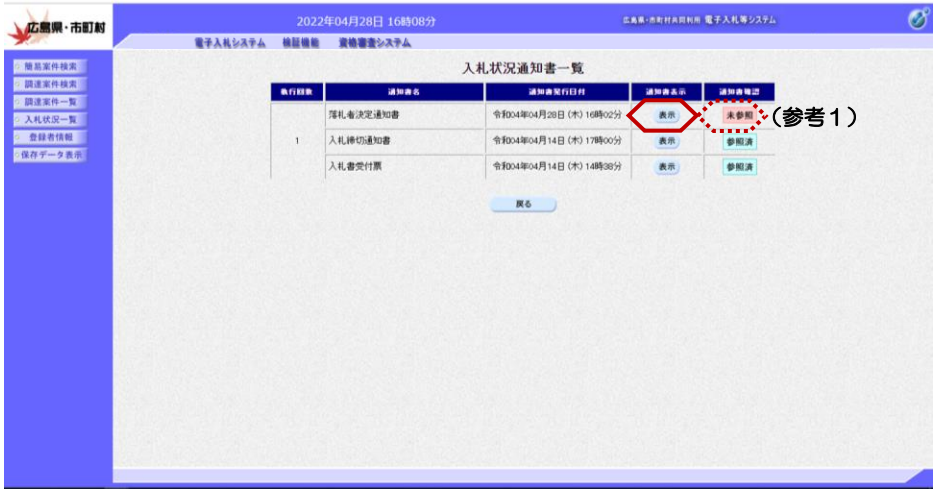 広島県・市町村
2022年04月28日 16時08分
広島県・市町村共同利用 電子入札等システム
電子入札システム 検証機能 資格審査システム
簡易案件検索
調達案件検索
調達案件一覧
入札状況一覧
登録者情報
保存データ表示
入札状況通知書一覧
執行回数 通知書名 通知書発行日付 通知書表示 通知書確認
落札者決定通知書 令和04年04月28日(木) 16時02分 表示 未参照 (参考1)
1 入札締切通知書 令和04年04月14日(木) 17時00分 表示 参照済
入札書受付票 令和04年04月14日(木) 14時38分 表示 参照済
戻る